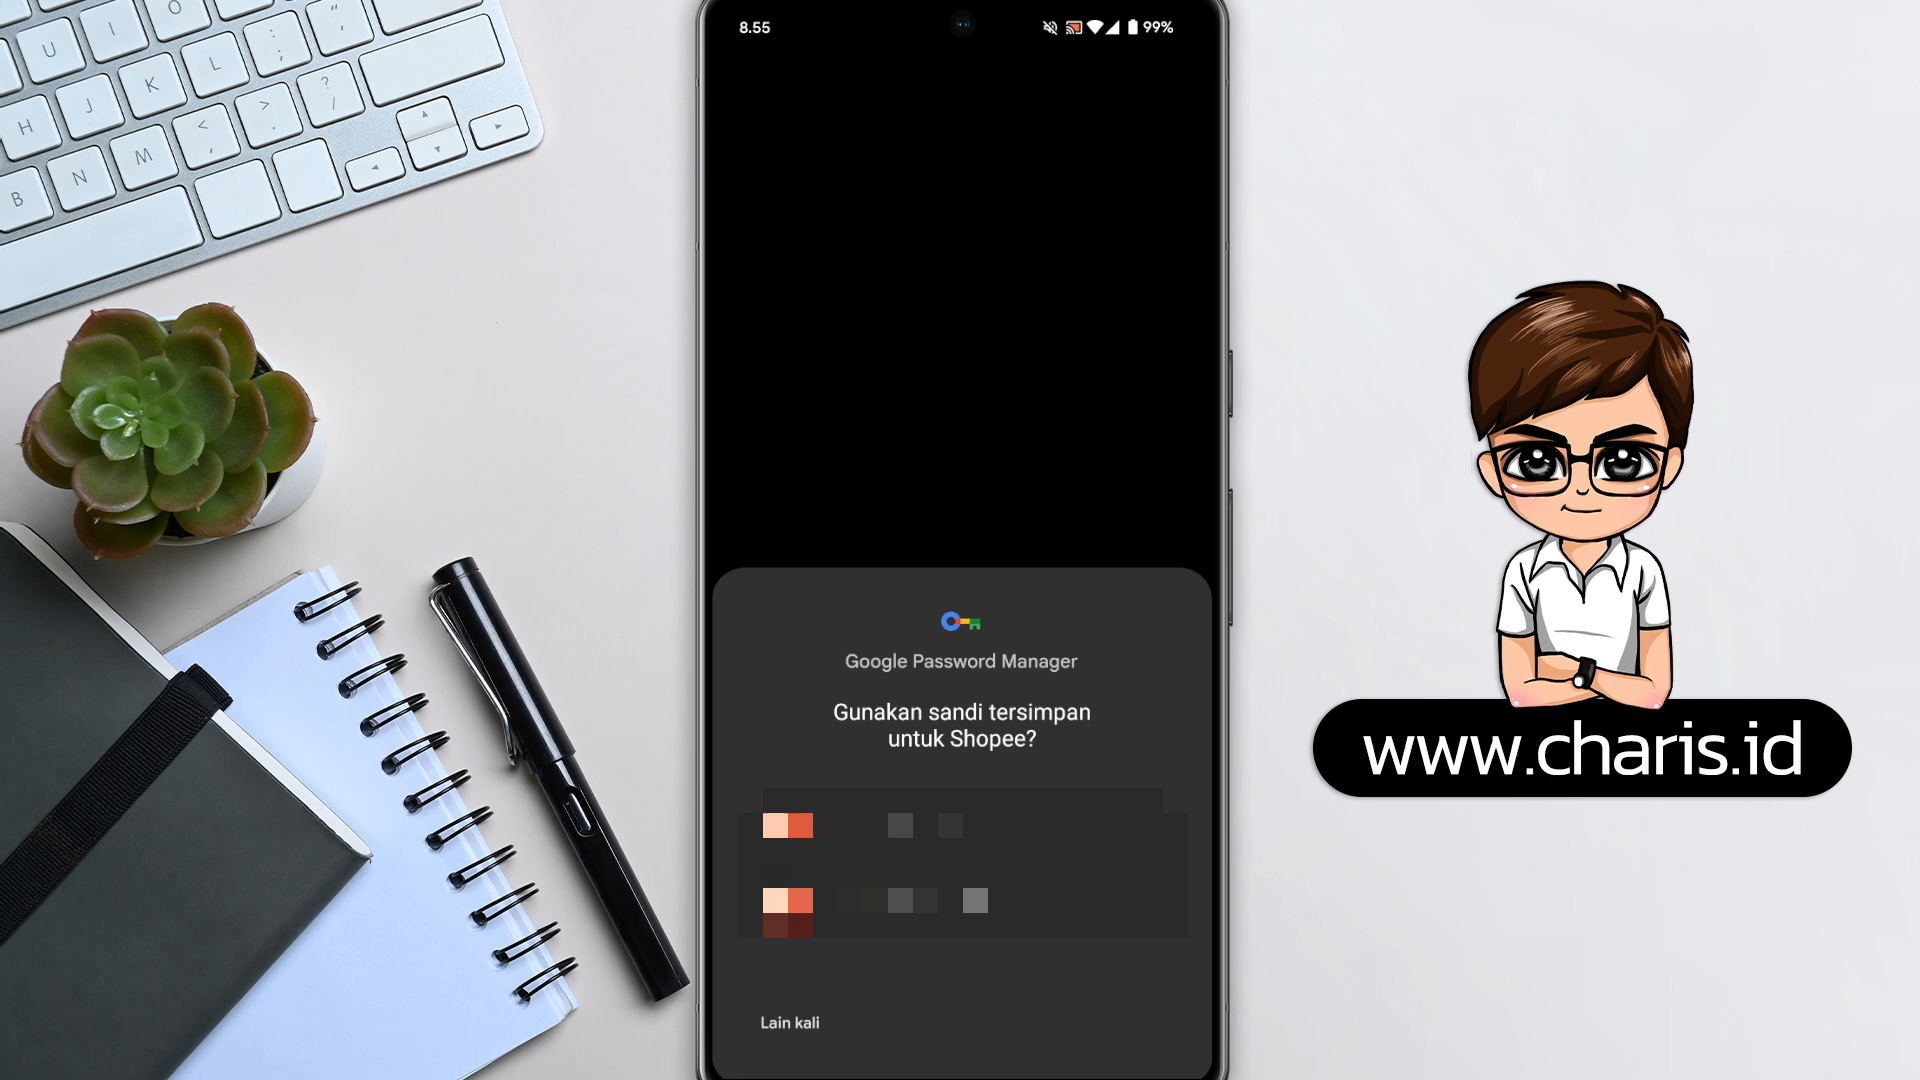 U
I
O
H
J
K
L
:
;
"
'
B
N
M
<
,
>
.
?
/
8.55
99%
Google Password Manager
Gunakan sandi tersimpan
untuk Shopee?
Lain kali
www.charis.id